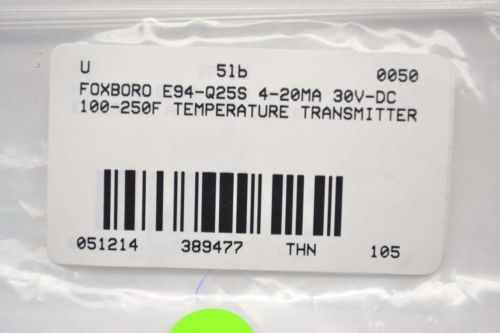 U 51b 0050
FOXBORO E94-Q25S 4-20MA 30V-DC
100-250F TEMPERATURE TRANSMITTER
051214 389477 THN 105